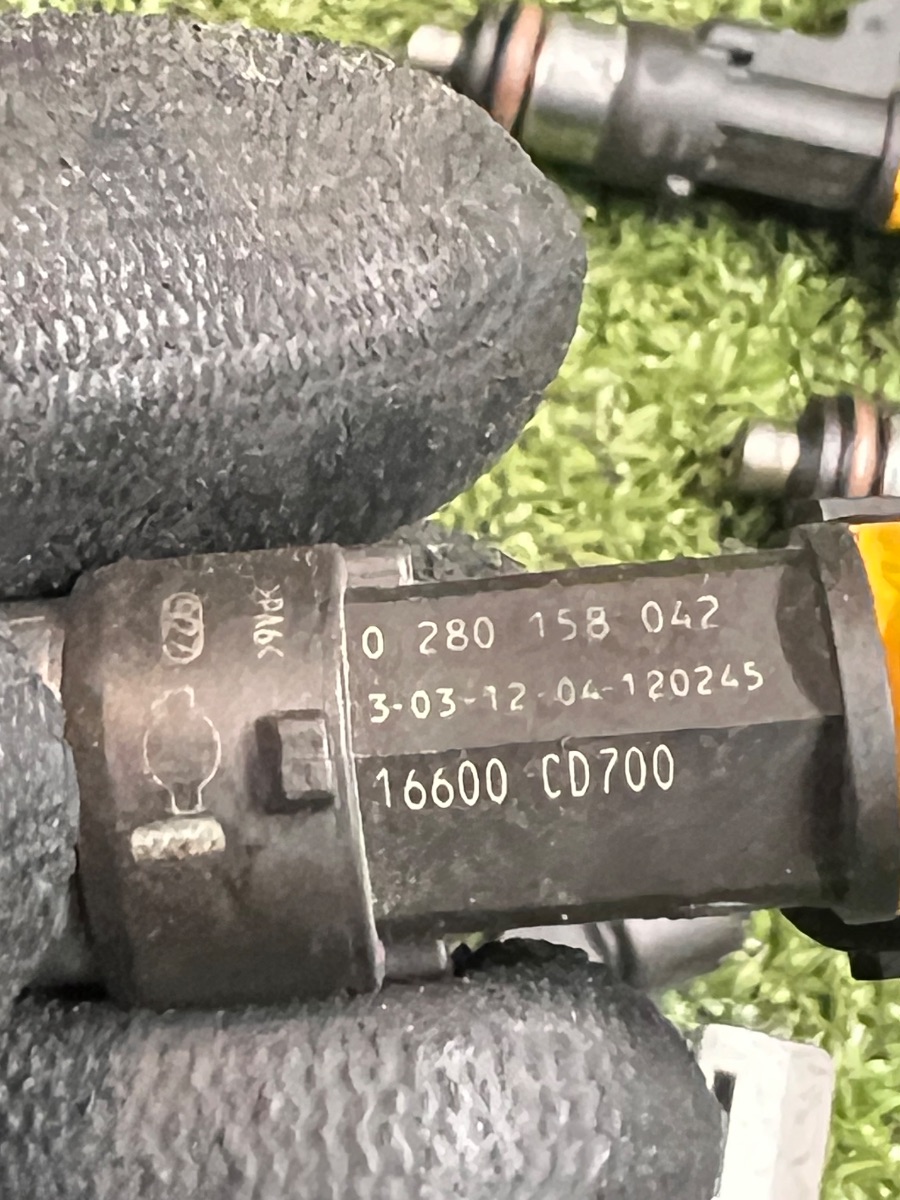 0 280 158 042
3-03-12-04-120245
16600 CD700
>PA6<